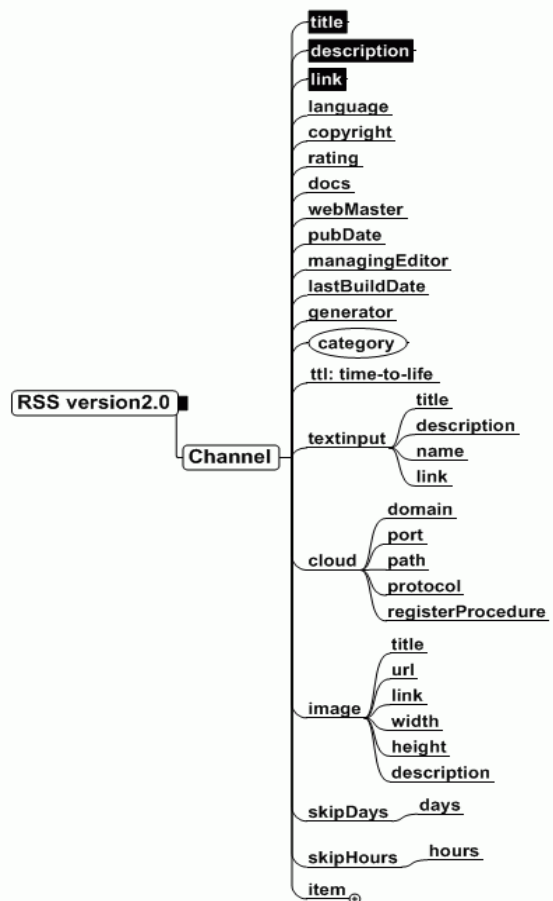 title
description
link
language
copyright
rating
docs
webMaster
pubDate
managingEditor
lastBuildDate
generator
category
ttl: time-to-life
RSS version2.0
Channel
textinput
title
description
name
link
cloud
domain
port
path
protocol
registerProcedure
image
title
url
link
width
height
description
skipDays
days
skipHours
hours
item